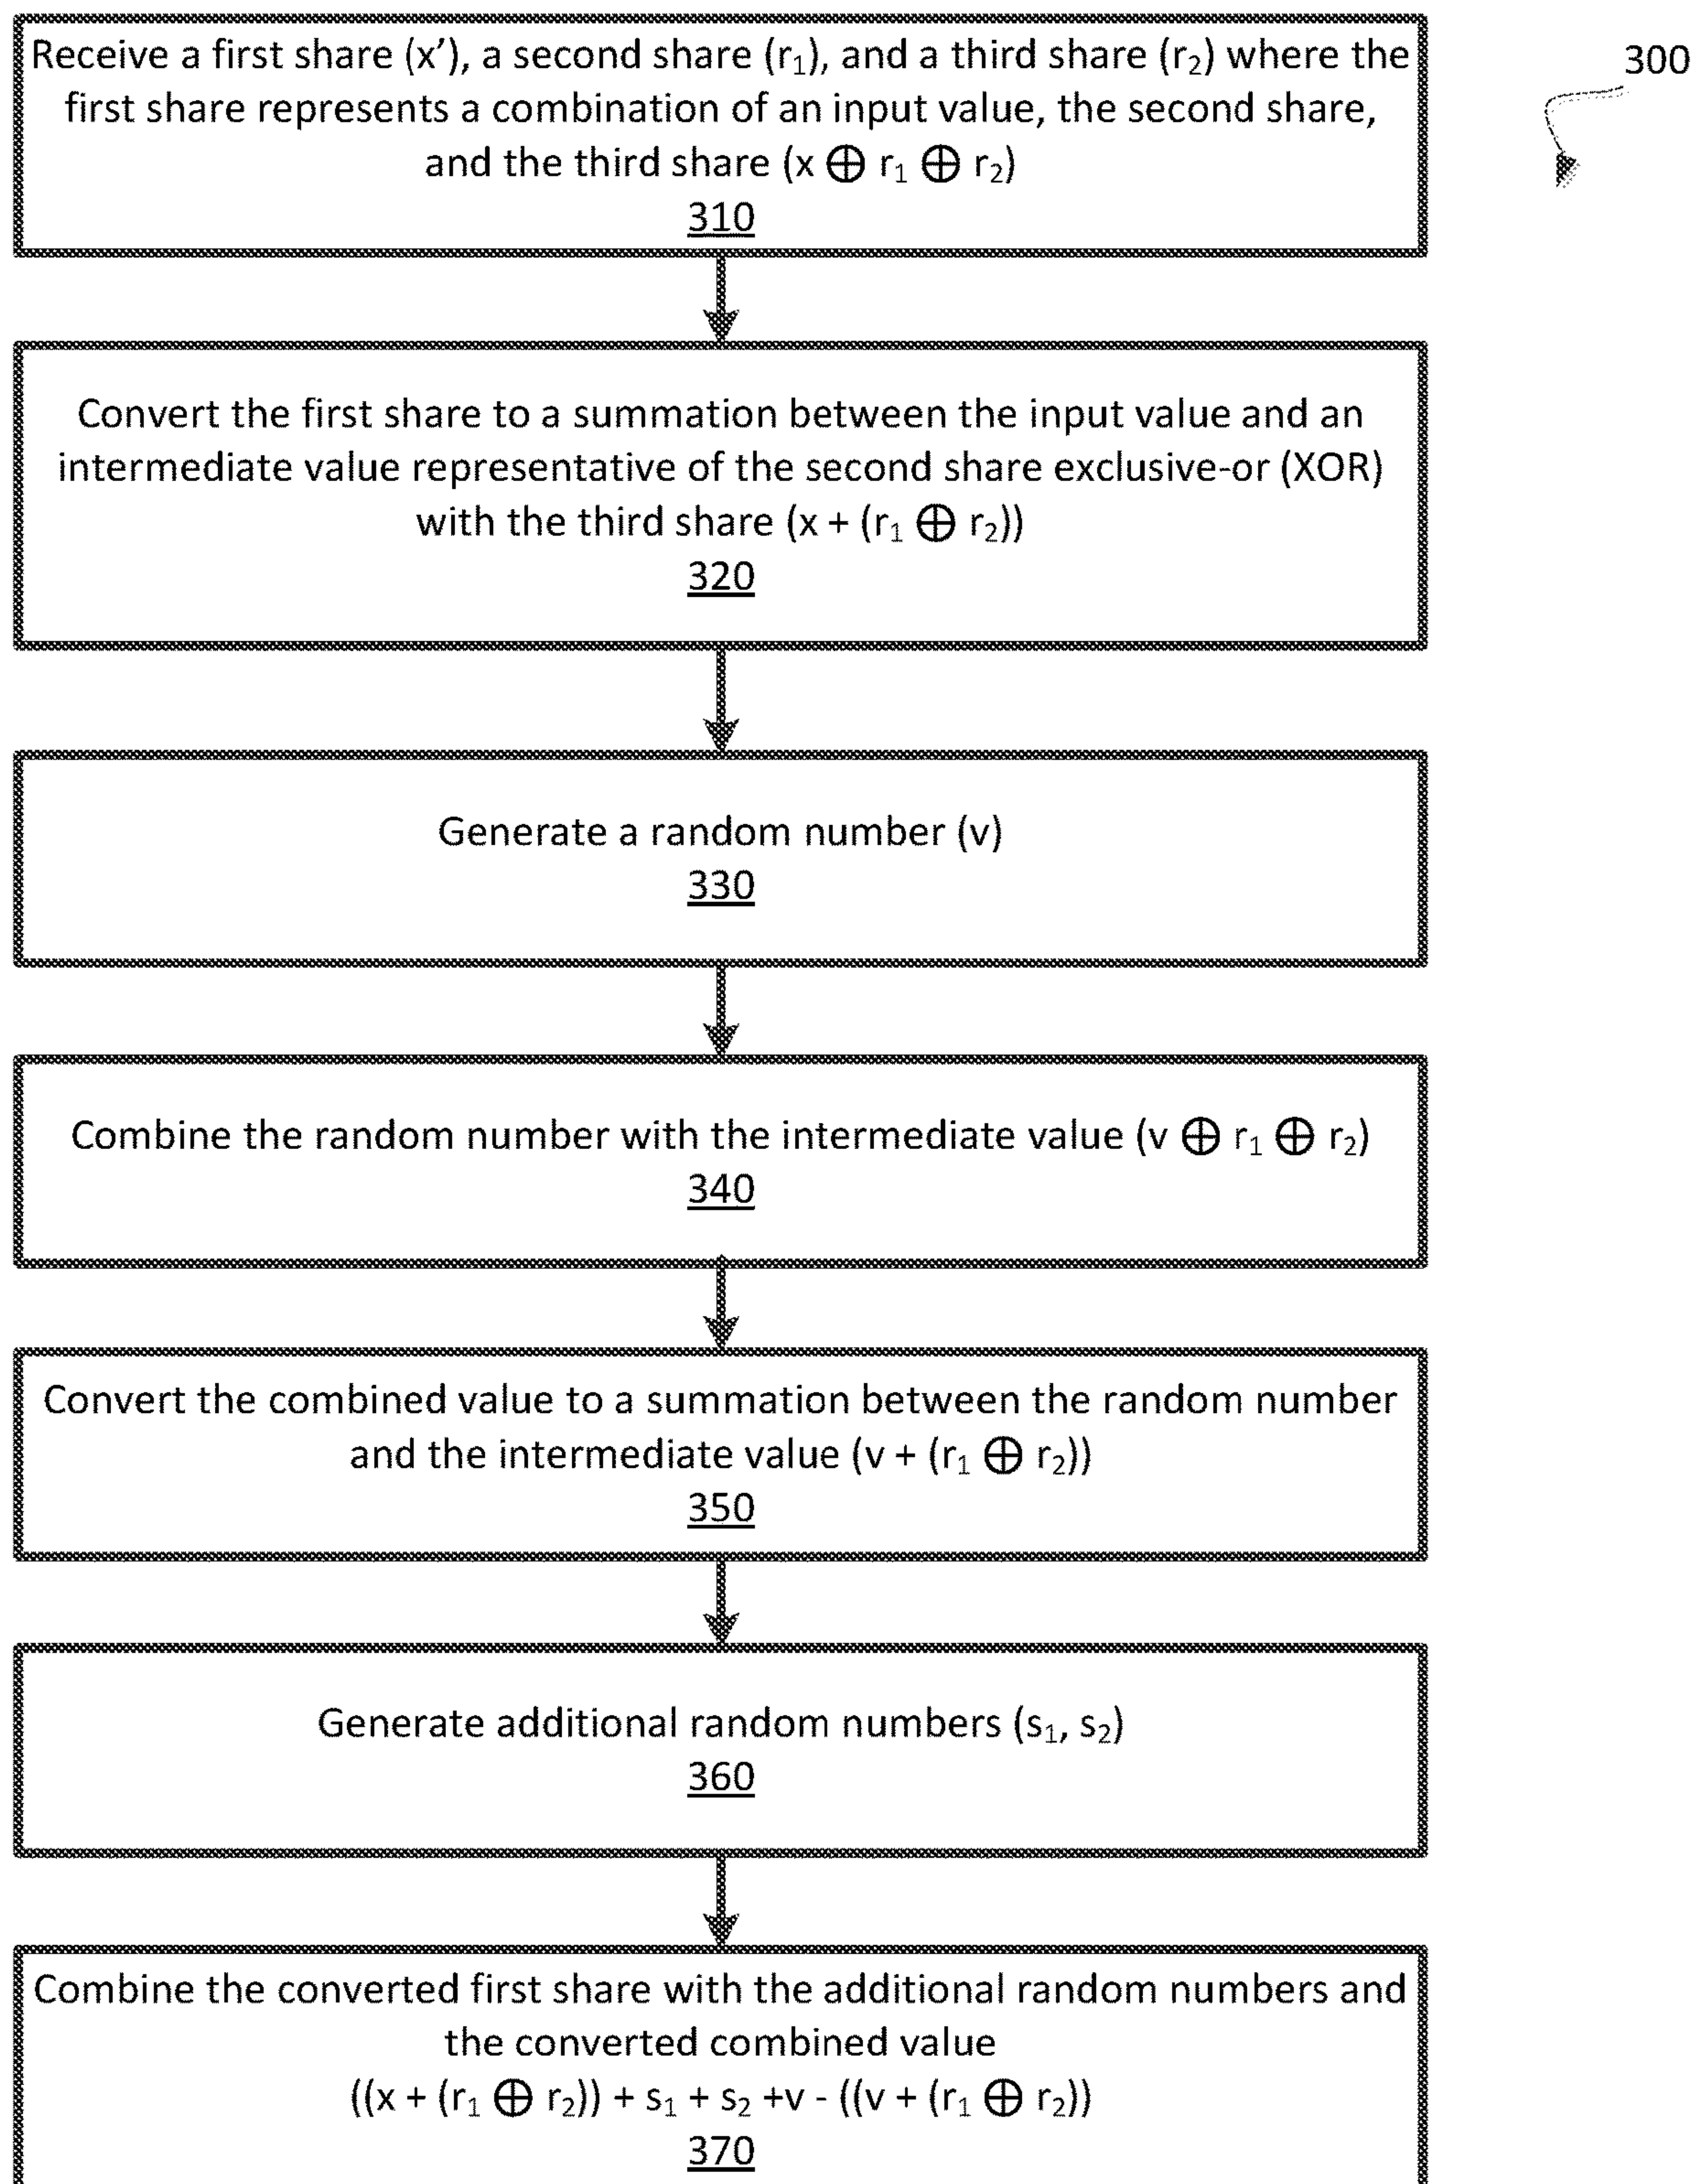 Receive a first share (x’), a second share (r₁), and a third share (r₂) where the
first share represents a combination of an input value, the second share,
and the third share (x ⊕ r₁ ⊕ r₂)
310
300
Convert the first share to a summation between the input value and an
intermediate value representative of the second share exclusive-or (XOR)
with the third share (x + (r₁ ⊕ r₂))
320
Generate a random number (v)
330
Combine the random number with the intermediate value (v ⊕ r₁ ⊕ r₂)
340
Convert the combined value to a summation between the random number
and the intermediate value (v + (r₁ ⊕ r₂))
350
Generate additional random numbers (s₁, s₂)
360
Combine the converted first share with the additional random numbers and
the converted combined value
((x + (r₁ ⊕ r₂)) + s₁ + s₂ +v - ((v + (r₁ ⊕ r₂))
370